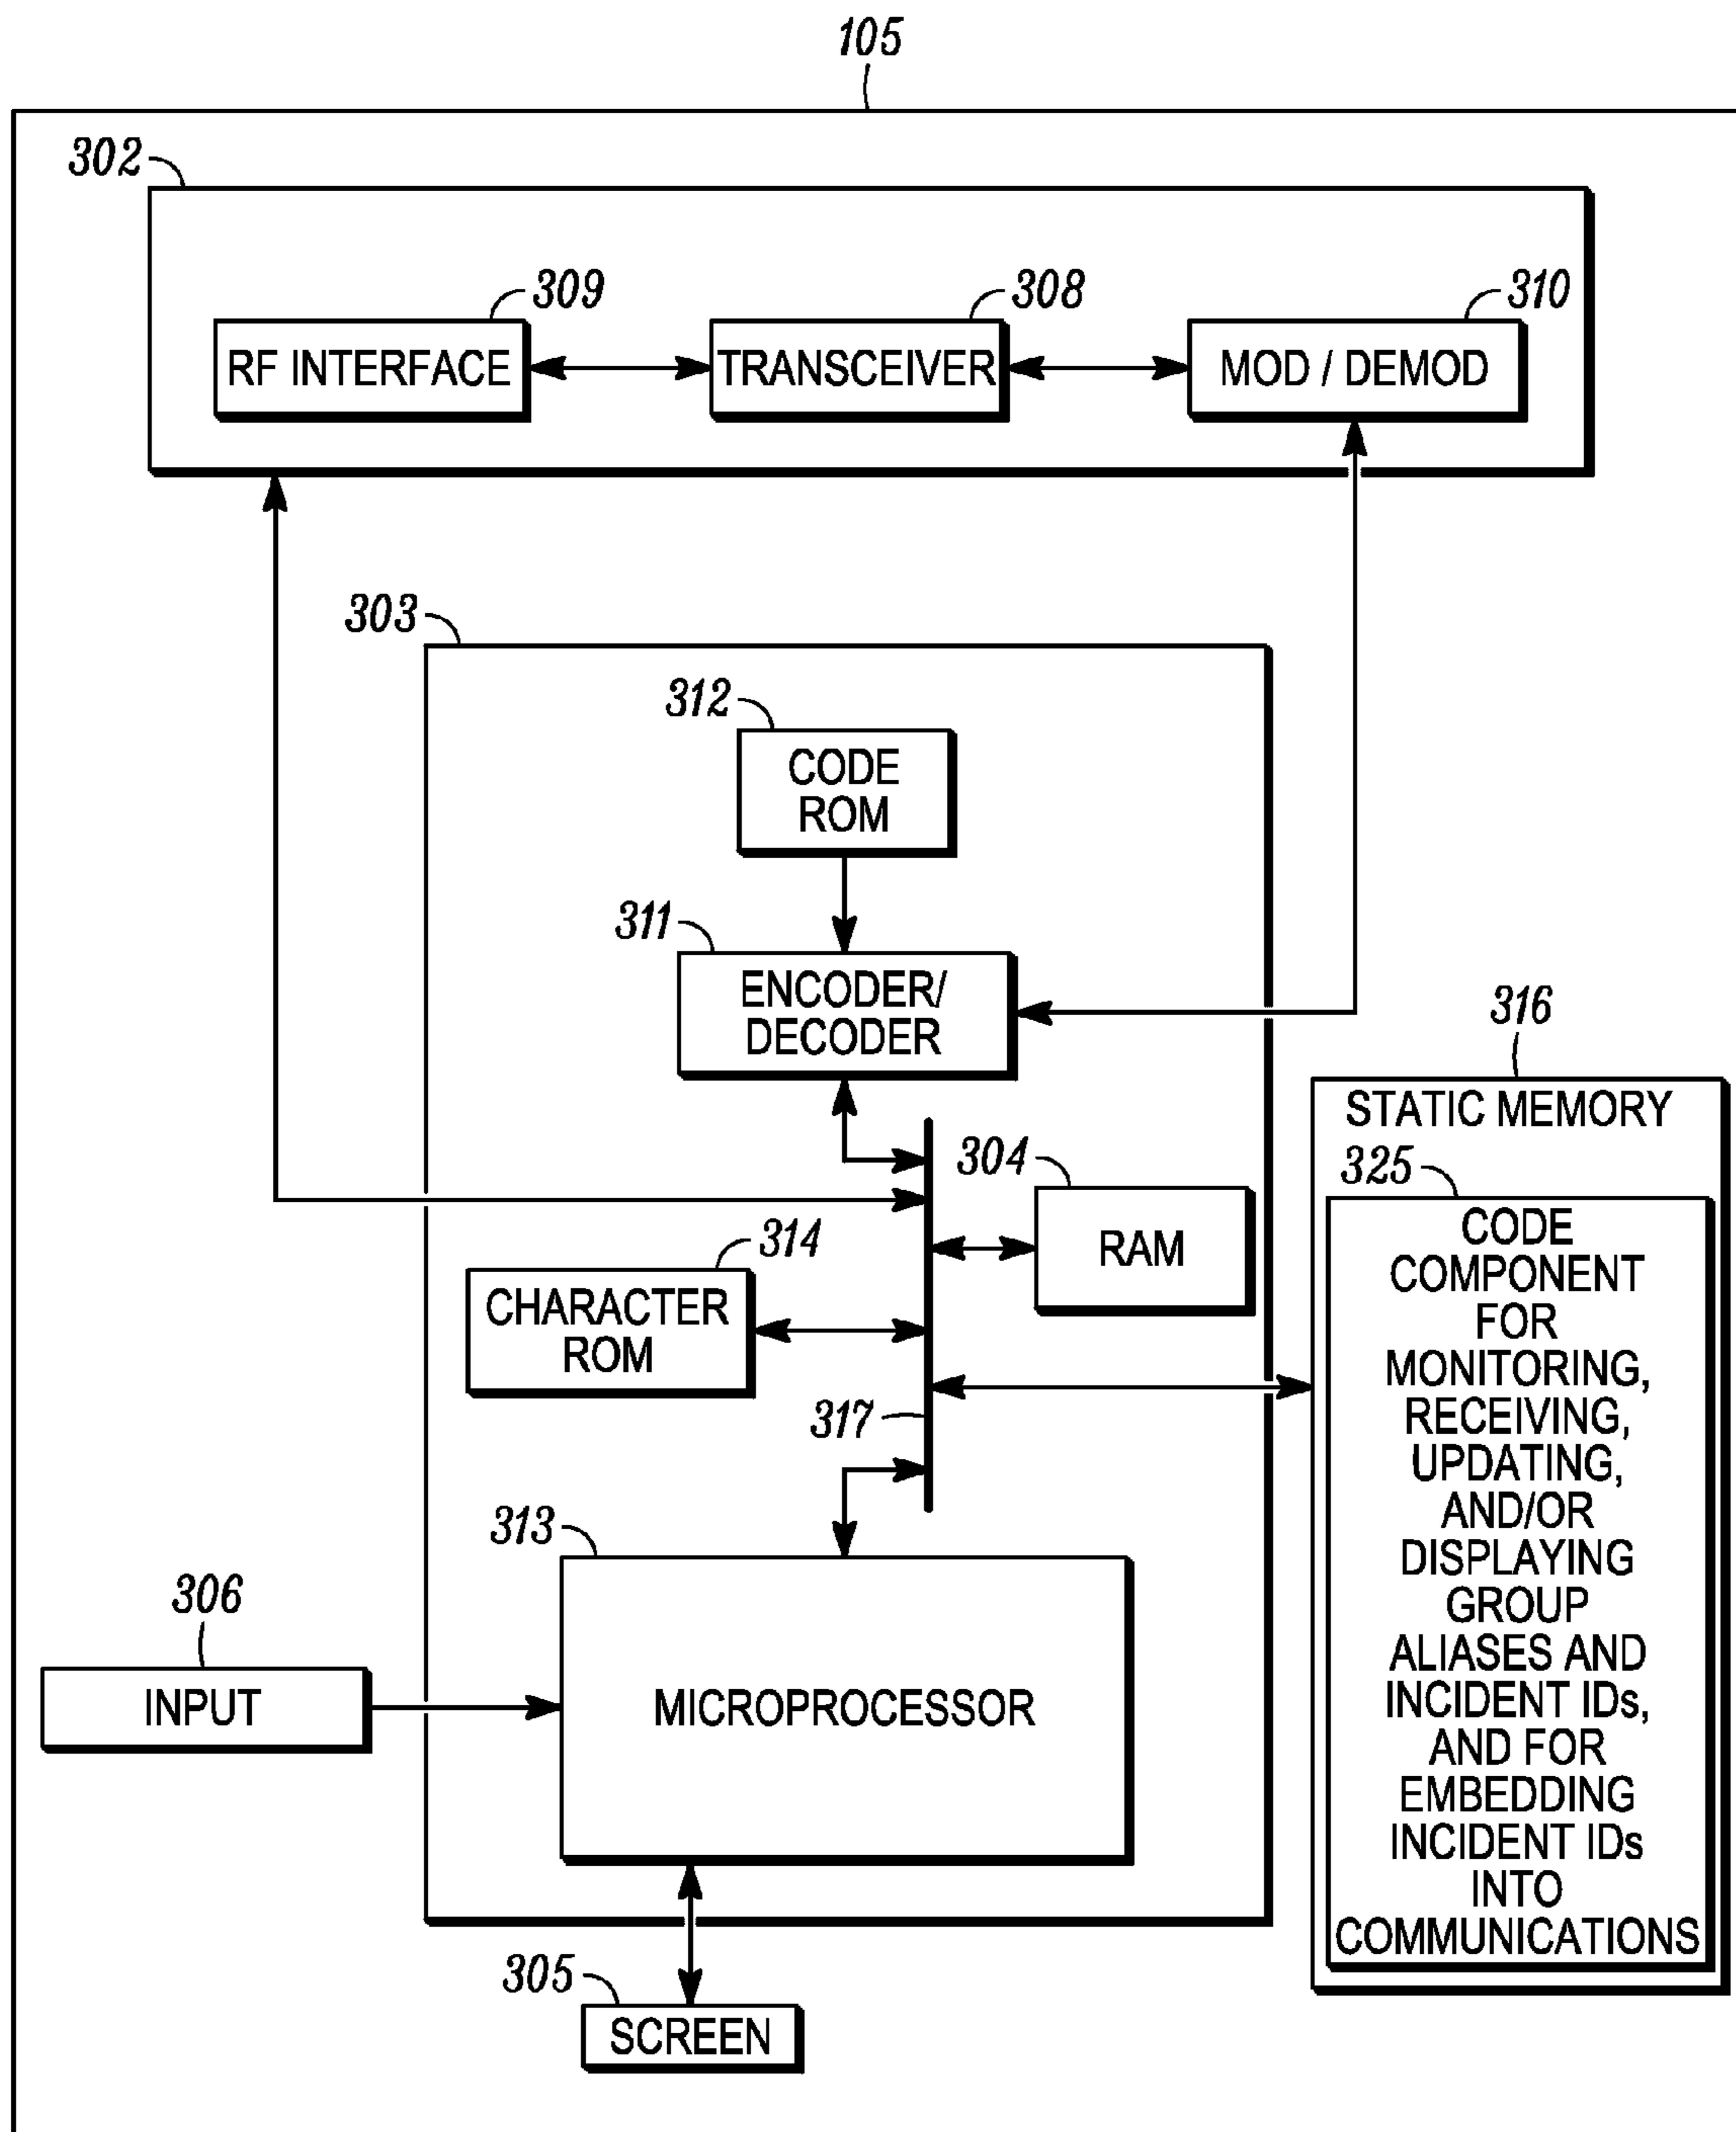 105
302
309
308
310
RF INTERFACE
TRANSCEIVER
MOD / DEMOD
303
312
CODE
ROM
311
ENCODER/
DECODER
316
STATIC MEMORY
304
325
RAM
314
CHARACTER
ROM
317
CODE
COMPONENT
FOR
MONITORING,
RECEIVING,
UPDATING,
AND/OR
DISPLAYING
GROUP
ALIASES AND
INCIDENT IDs,
AND FOR
EMBEDDING
INCIDENT IDs
INTO
COMMUNICATIONS
313
MICROPROCESSOR
306
INPUT
305
SCREEN